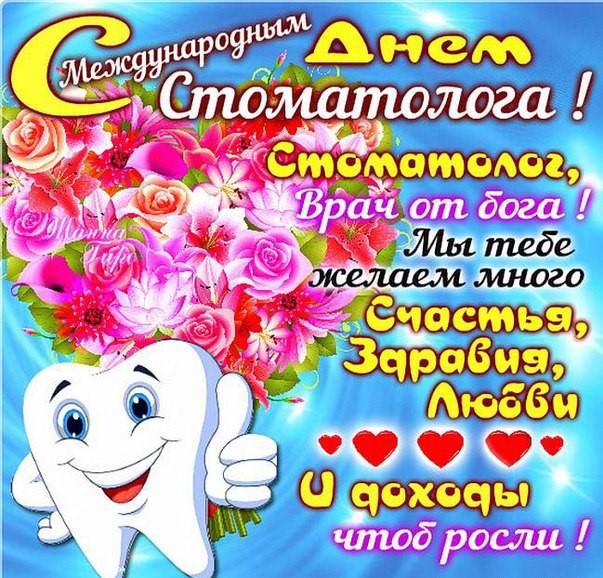 С Международным Днем
Стоматолога !
Стоматолог,
Врач от бога !
Мы тебе
желаем много
Счастья,
Здравия,
Любви
И доходы
чтоб росли !